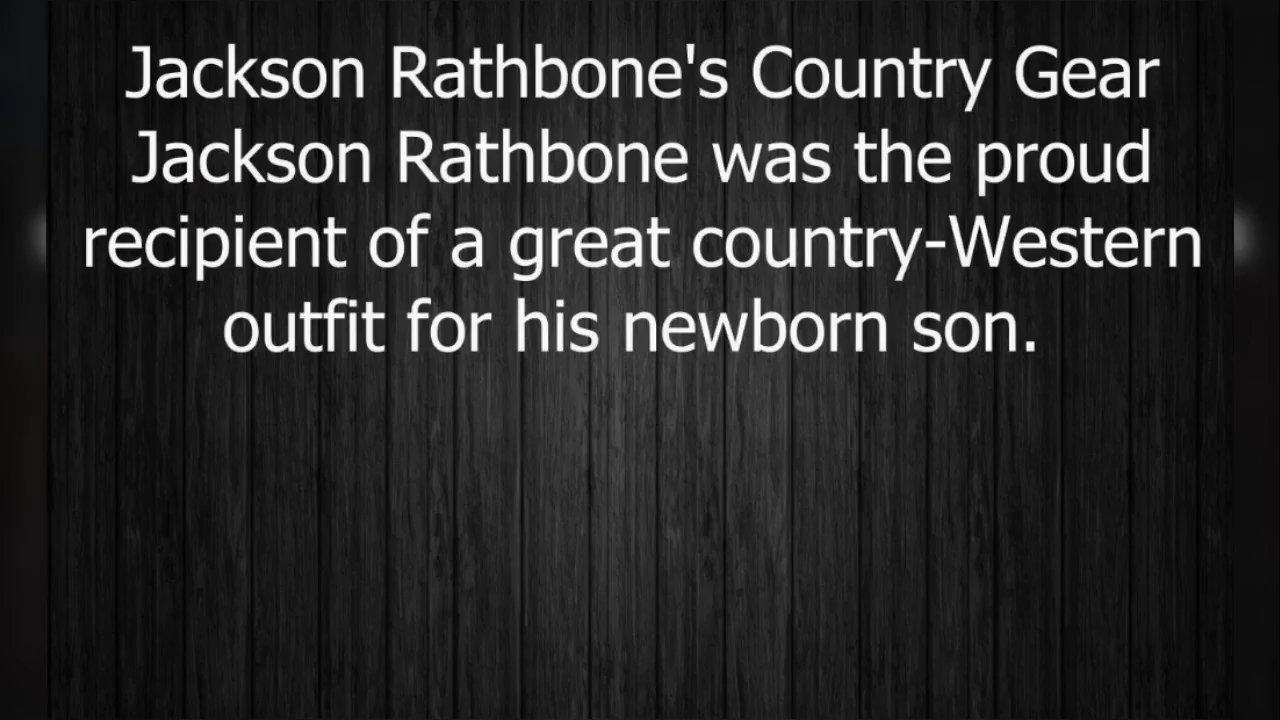 Jackson Rathbone's Country Gear
Jackson Rathbone was the proud
recipient of a great country-Western
outfit for his newborn son.